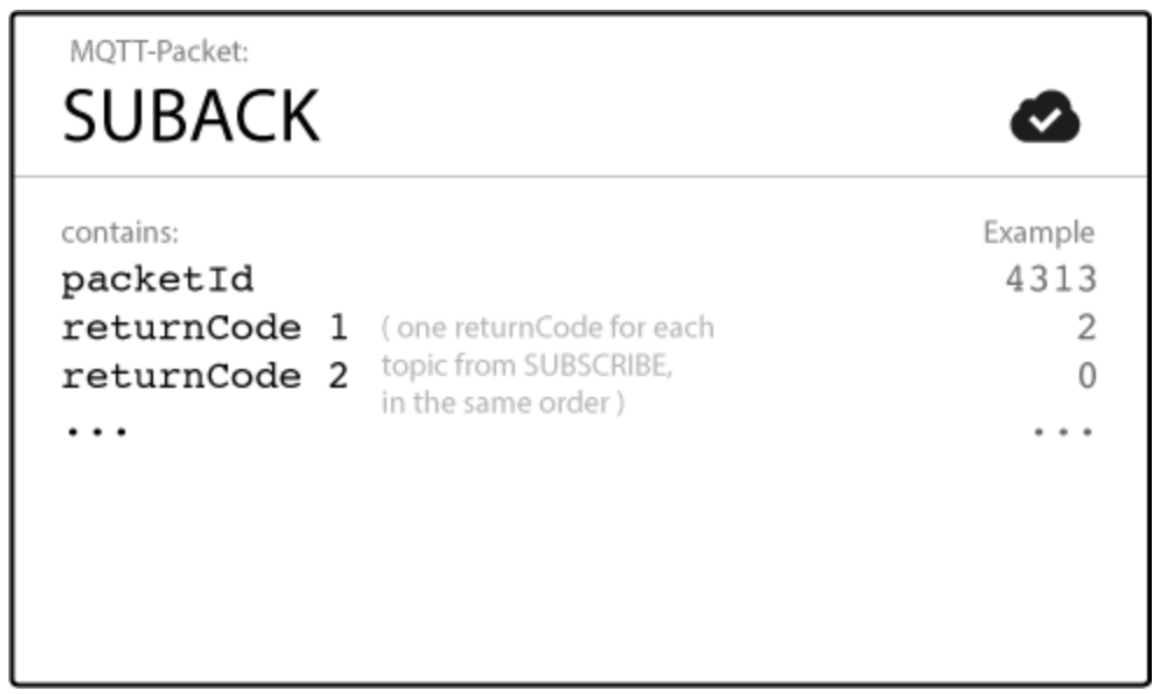 MQTT-Packet:
SUBACK
contains:
Example
packetId 4313
returnCode 1 ( one returnCode for each 2
topic from SUBSCRIBE,
returnCode 2 0
in the same order )
... ...